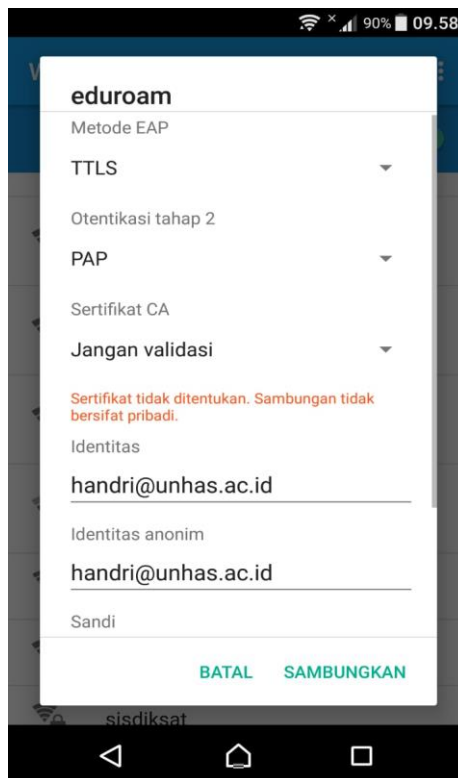 90% 09.58
W
eduroam
Metode EAP
TTLS
Otentikasi tahap 2
PAP
Sertifikat CA
Jangan validasi
Sertifikat tidak ditentukan. Sambungan tidak
bersifat pribadi.
Identitas
handri@unhas.ac.id
Identitas anonim
handri@unhas.ac.id
Sandi
BATAL SAMBUNGKAN
sisdiksat